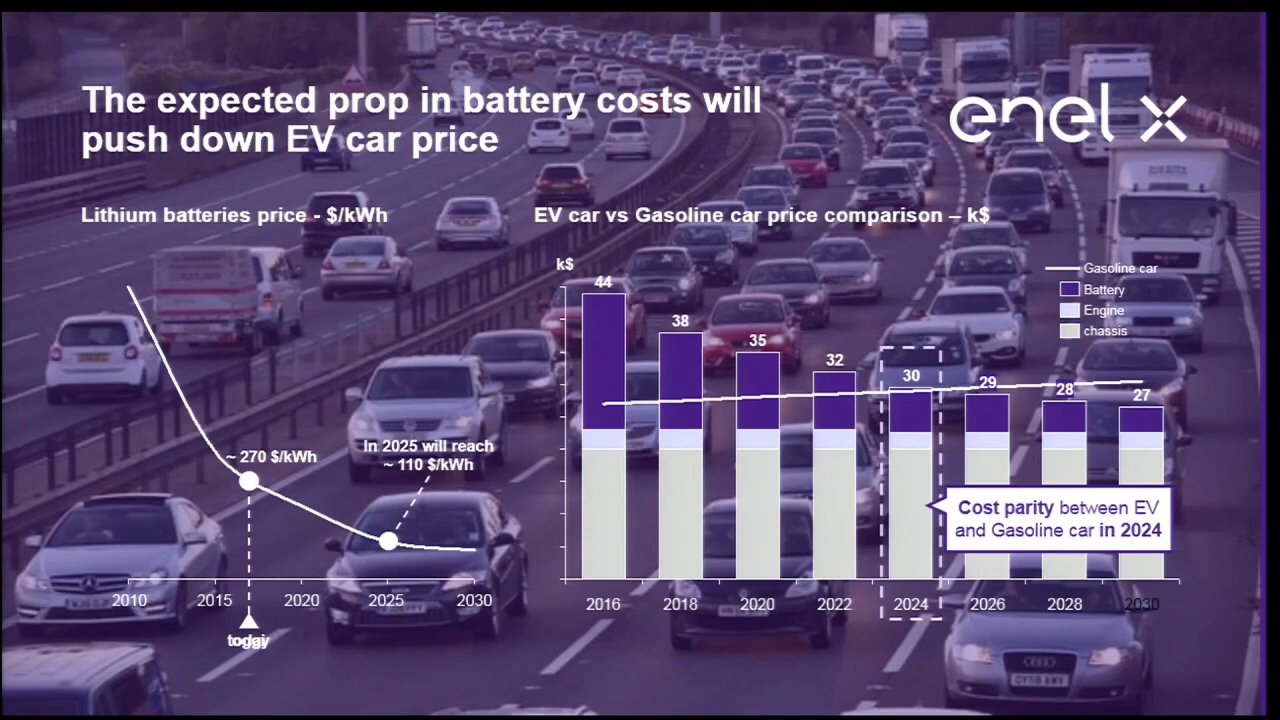 The expected prop in battery costs will
push down EV car price
enel x
Lithium batteries price - $/kWh
~ 270 $/kWh
In 2025 will reach
~ 110 $/kWh
2010 2015 2020 2025 2030
EV car vs Gasoline car price comparison – k$
k$
Gasoline car
Battery
Engine
chassis
44 38 35 32 30 29 28 27
Cost parity between EV
and Gasoline car in 2024
2016 2018 2020 2022 2024 2026 2028 2030